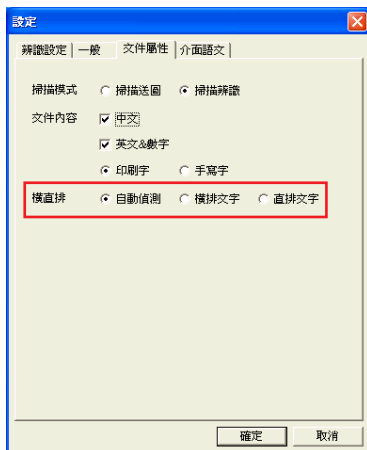 設定
辨識設定 一般 文件屬性 介面語文
掃描模式 掃描送圖 掃描辨識
文件內容 中文
英文&數字
印刷字 手寫字
橫直排 自動偵測 橫排文字 直排文字
確定 取消